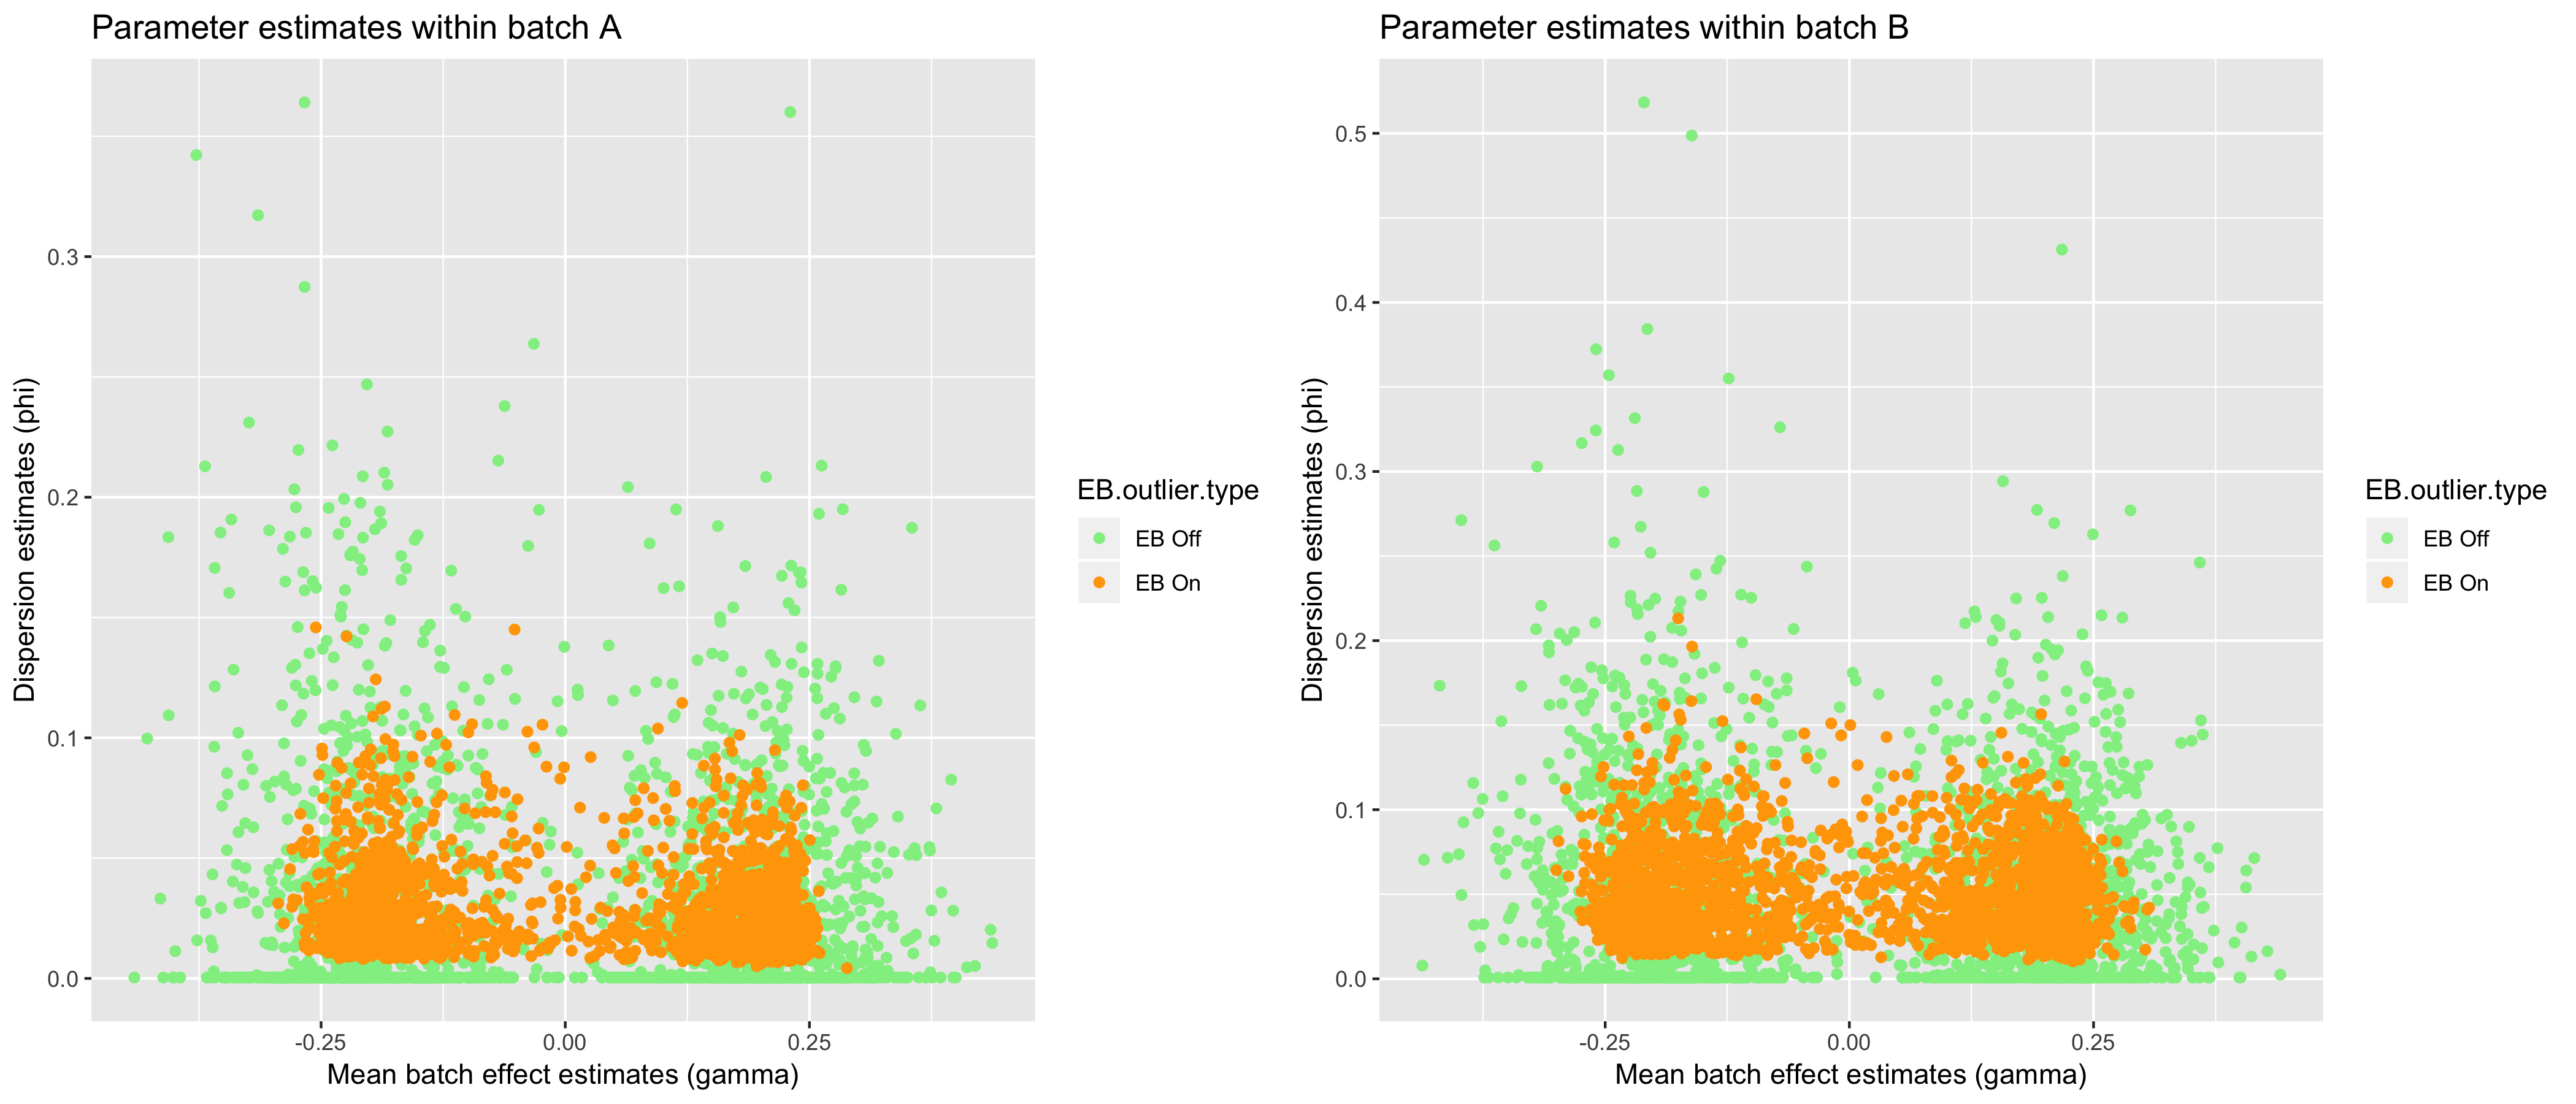 Parameter estimates within batch A
Dispersion estimates (phi)
0.3
0.2
0.1
0.0
-0.25
0.00
0.25
Mean batch effect estimates (gamma)
EB.outlier.type
EB Off
EB On
Parameter estimates within batch B
Dispersion estimates (phi)
0.5
0.4
0.3
0.2
0.1
0.0
-0.25
0.00
0.25
Mean batch effect estimates (gamma)
EB.outlier.type
EB Off
EB On